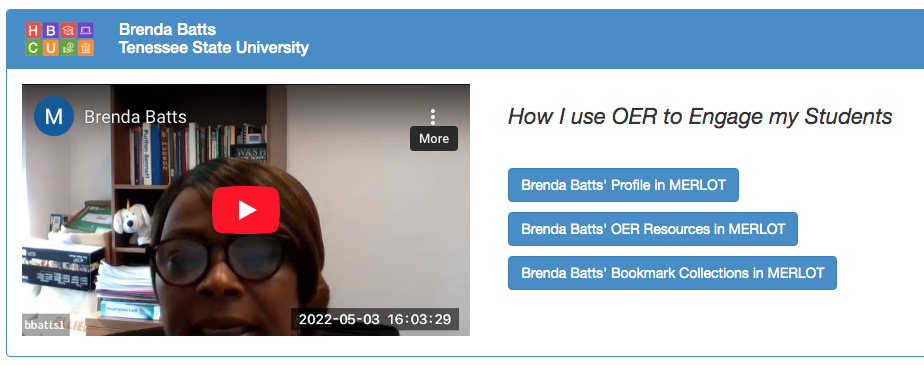 HB
CU
Brenda Batts
Tenessee State University
M
Brenda Batts
More
How I use OER to Engage my Students
Brenda Batts' Profile in MERLOT
Brenda Batts' OER Resources in MERLOT
Brenda Batts' Bookmark Collections in MERLOT
2022-05-03 16:03:29
bbatts1